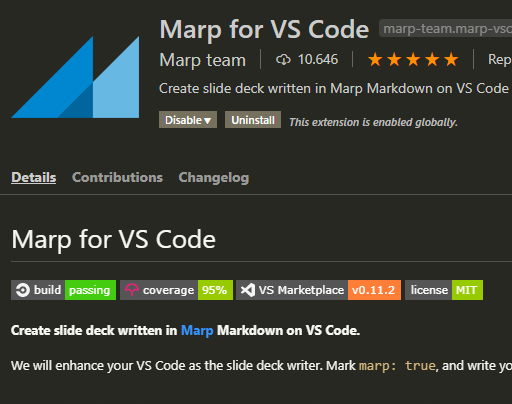 Marp for VS Code marp-team.marp-vsc
Marp team 10.646 Rep
Create slide deck written in Marp Markdown on VS Code
Disable Uninstall This extension is enabled globally.
Details Contributions Changelog
Marp for VS Code
build passing coverage 95% VS Marketplace v0.11.2 license MIT
Create slide deck written in Marp Markdown on VS Code.
We will enhance your VS Code as the slide deck writer. Mark marp: true, and write yo